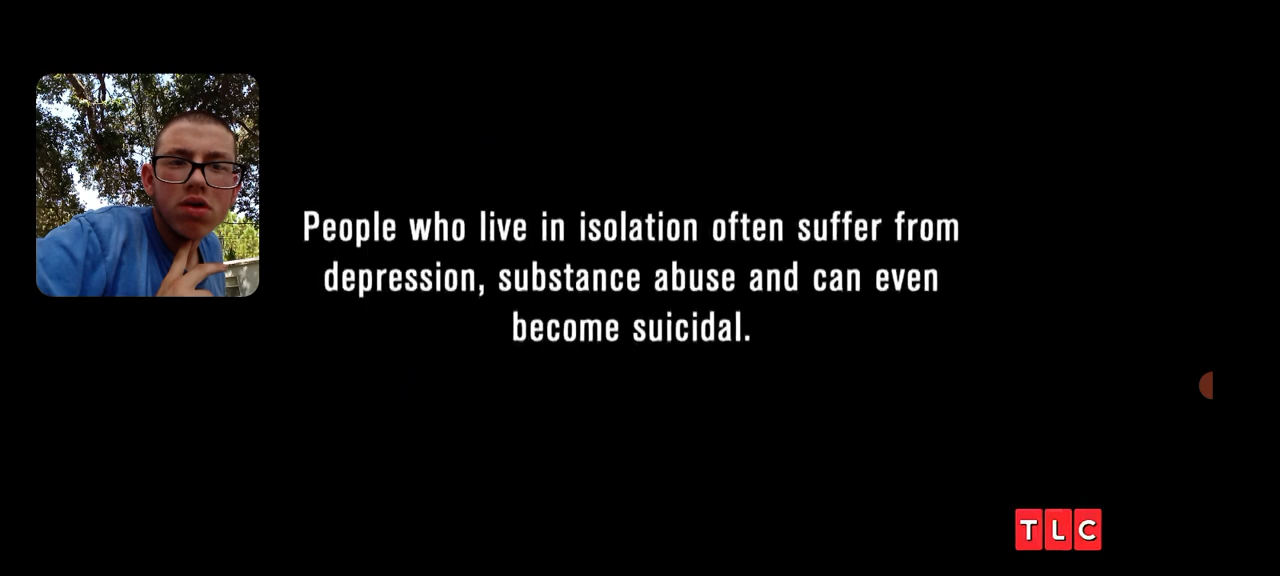 People who live in isolation often suffer from
depression, substance abuse and can even
become suicidal.
TLC